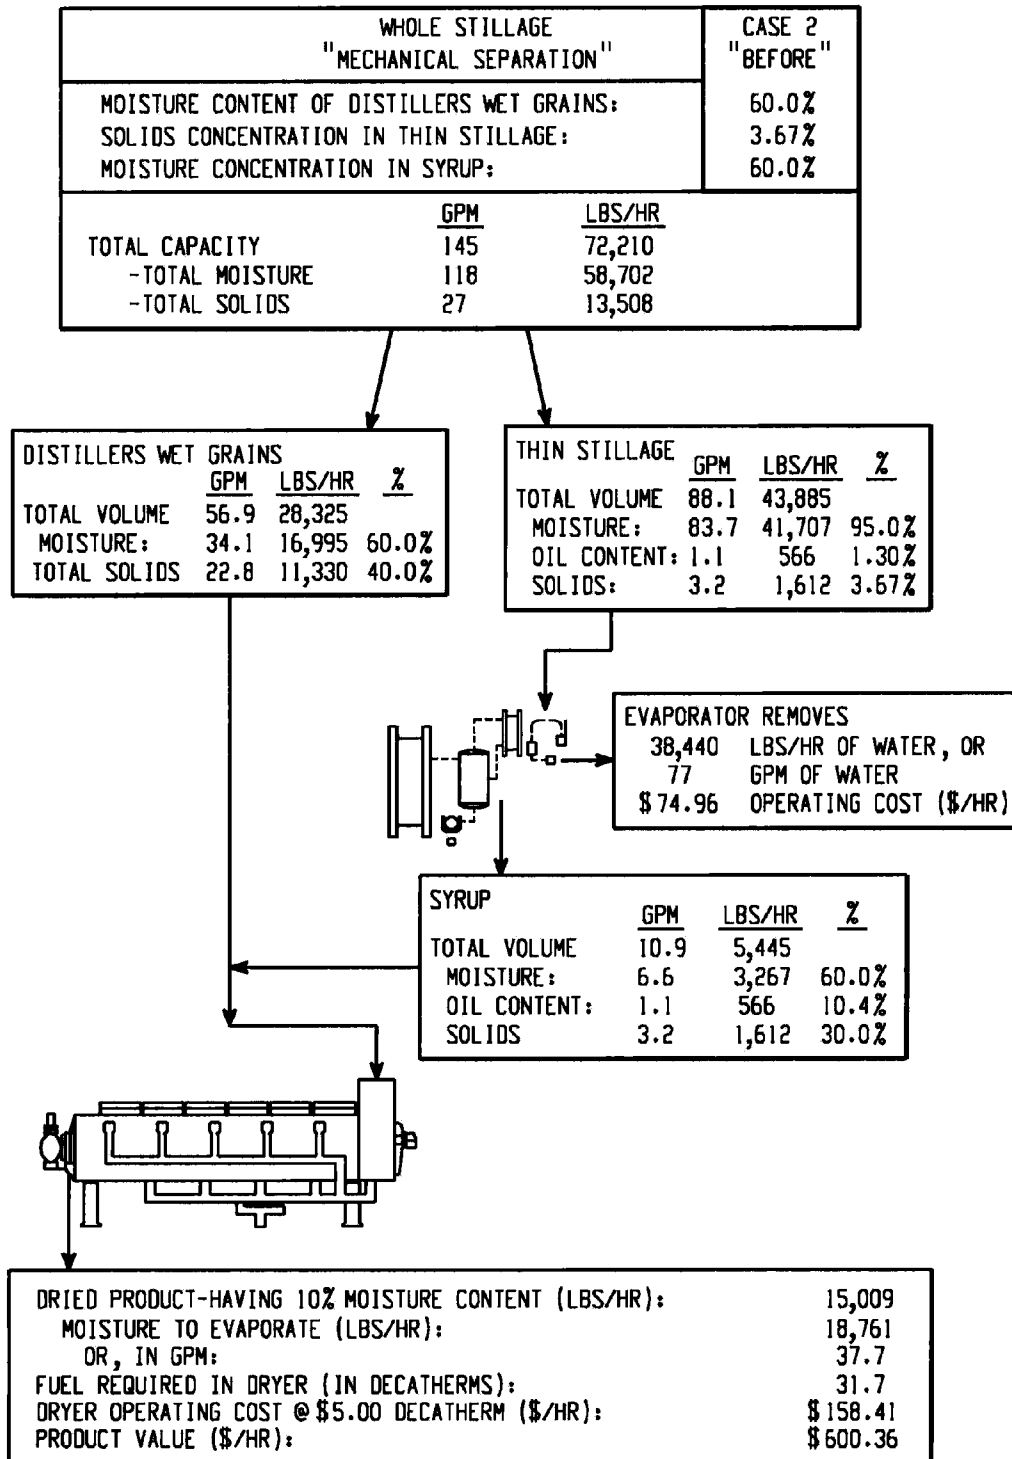 WHOLE STILLAGE CASE 2
"MECHANICAL SEPARATION" "BEFORE"
MOISTURE CONTENT OF DISTILLERS WET GRAINS: 60.0%
SOLIDS CONCENTRATION IN THIN STILLAGE: 3.67%
MOISTURE CONCENTRATION IN SYRUP: 60.0%
GPM LBS/HR
TOTAL CAPACITY 145 72,210
-TOTAL MOISTURE 118 58,702
-TOTAL SOLIDS 27 13,508
DISTILLERS WET GRAINS
GPM LBS/HR %
TOTAL VOLUME 56.9 28,325
MOISTURE: 34.1 16,995 60.0%
TOTAL SOLIDS 22.8 11,330 40.0%
THIN STILLAGE GPM LBS/HR %
TOTAL VOLUME 88.1 43,885
MOISTURE: 83.7 41,707 95.0%
OIL CONTENT: 1.1 566 1.30%
SOLIDS: 3.2 1,612 3.67%
EVAPORATOR REMOVES
38,440 LBS/HR OF WATER, OR
77 GPM OF WATER
$74.96 OPERATING COST ($/HR)
SYRUP
GPM LBS/HR %
TOTAL VOLUME 10.9 5,445
MOISTURE: 6.6 3,267 60.0%
OIL CONTENT: 1.1 566 10.4%
SOLIDS 3.2 1,612 30.0%
DRIED PRODUCT-HAVING 10% MOISTURE CONTENT (LBS/HR): 15,009
MOISTURE TO EVAPORATE (LBS/HR): 18,761
OR, IN GPM: 37.7
FUEL REQUIRED IN DRYER (IN DECATHERMS): 31.7
DRYER OPERATING COST @ $5.00 DECATHERM ($/HR): $158.41
PRODUCT VALUE ($/HR): $600.36